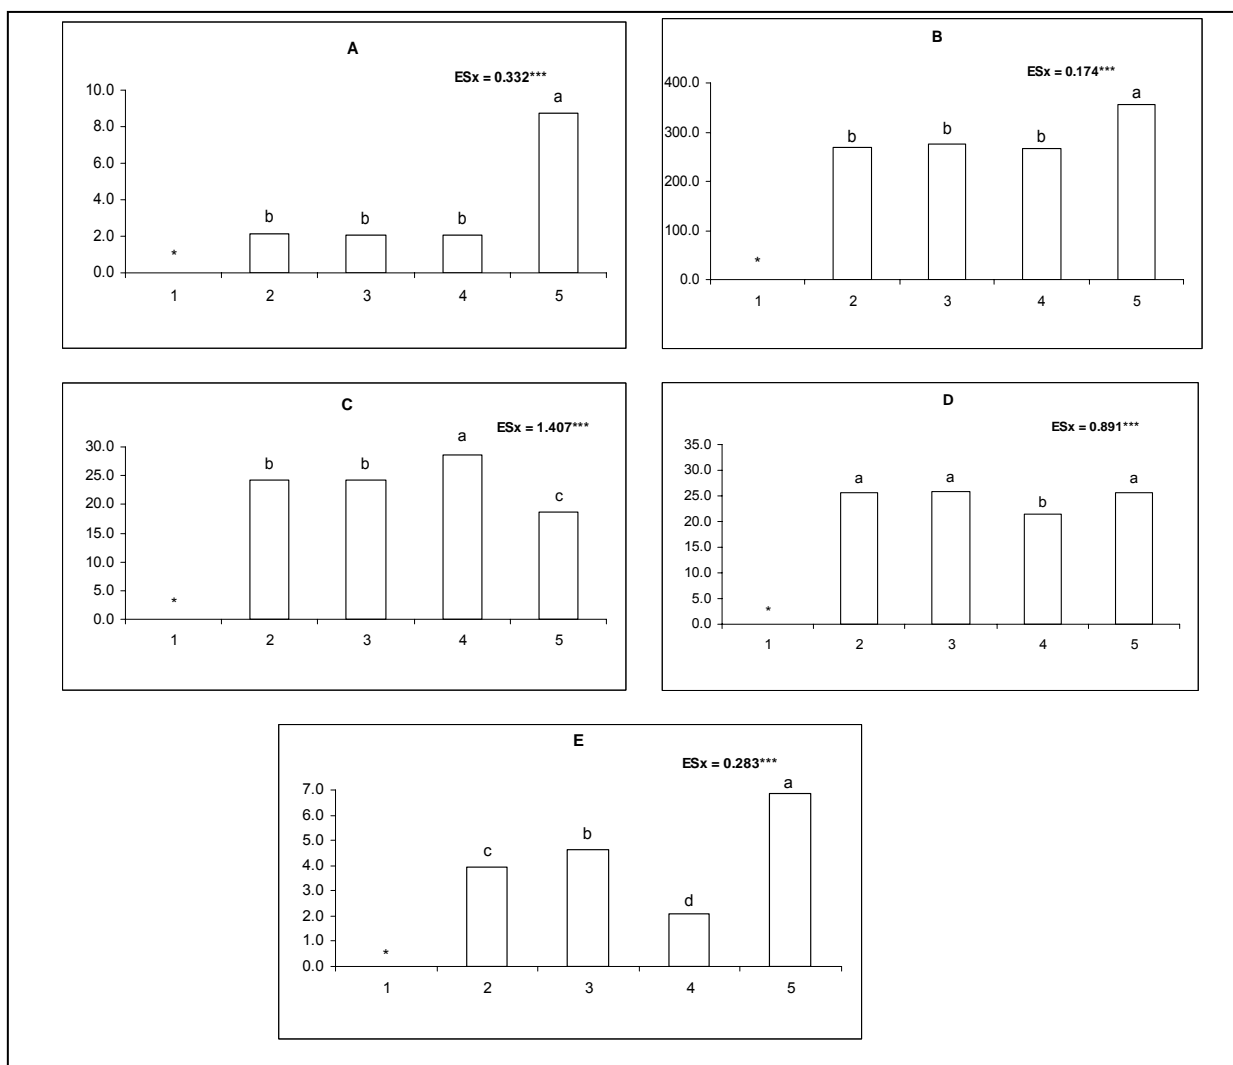 A
ESx = 0.332***
10.0
8.0
6.0
4.0
2.0
0.0
*
b
b
b
a
1 2 3 4 5
B
ESx = 0.174***
400.0
300.0
200.0
100.0
0.0
*
b
b
b
a
1 2 3 4 5
C
ESx = 1.407***
30.0
25.0
20.0
15.0
10.0
5.0
0.0
*
b
b
a
c
1 2 3 4 5
D
ESx = 0.891***
35.0
30.0
25.0
20.0
15.0
10.0
5.0
0.0
*
a
a
b
a
1 2 3 4 5
E
ESx = 0.283***
7.0
6.0
5.0
4.0
3.0
2.0
1.0
0.0
*
c
b
d
a
1 2 3 4 5